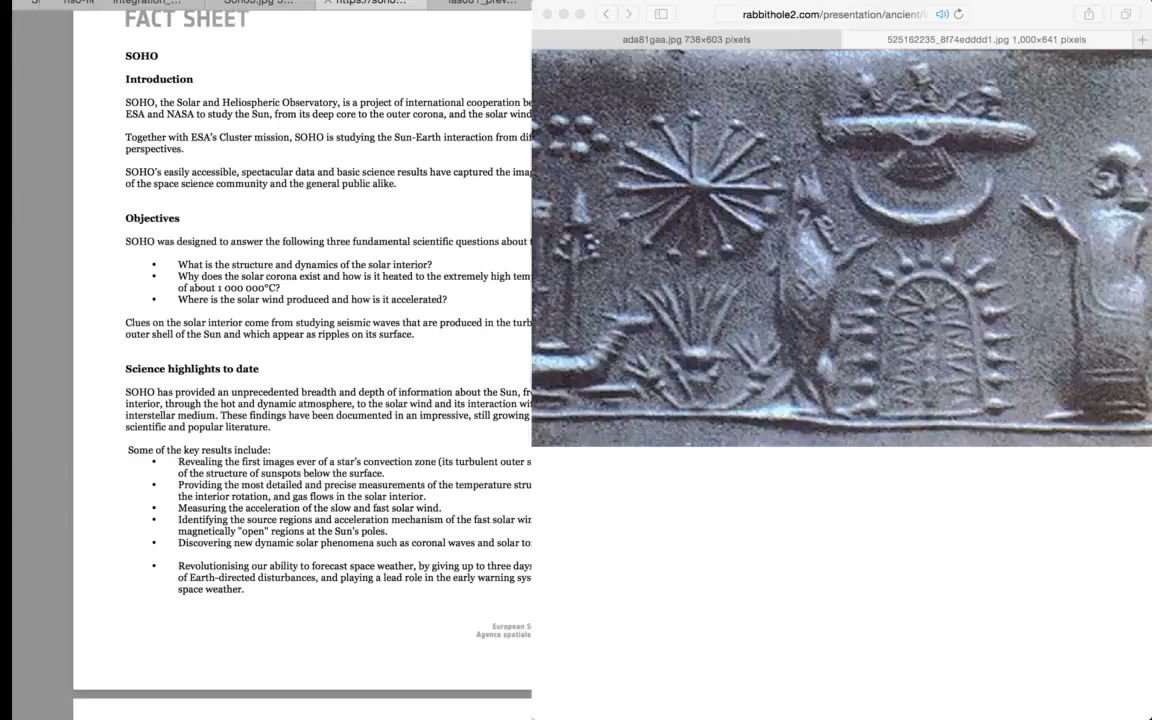 https://soho...
FACT SHEET
SOHO
Introduction
SOHO, the Solar and Heliospheric Observatory, is a project of international cooperation be
ESA and NASA to study the Sun, from its deep core to the outer corona, and the solar wind
Together with ESA's Cluster mission, SOHO is studying the Sun-Earth interaction from dif
perspectives.
SOHO's easily accessible, spectacular data and basic science results have captured the imag
of the space science community and the general public alike.
Objectives
SOHO was designed to answer the following three fundamental scientific questions about t
• What is the structure and dynamics of the solar interior?
• Why does the solar corona exist and how is it heated to the extremely high tem
of about 1 000 000°C?
• Where is the solar wind produced and how is it accelerated?
Clues on the solar interior come from studying seismic waves that are produced in the turb
outer shell of the Sun and which appear as ripples on its surface.
Science highlights to date
SOHO has provided an unprecedented breadth and depth of information about the Sun, fr
interior, through the hot and dynamic atmosphere, to the solar wind and its interaction wi
interstellar medium. These findings have been documented in an impressive, still growing
scientific and popular literature.
Some of the key results include:
• Revealing the first images ever of a star's convection zone (its turbulent outer s
of the structure of sunspots below the surface.
• Providing the most detailed and precise measurements of the temperature stru
the interior rotation, and gas flows in the solar interior.
• Measuring the acceleration of the slow and fast solar wind.
• Identifying the source regions and acceleration mechanism of the fast solar wir
magnetically "open" regions at the Sun's poles.
• Discovering new dynamic solar phenomena such as coronal waves and solar to
• Revolutionising our ability to forecast space weather, by giving up to three days
of Earth-directed disturbances, and playing a lead role in the early warning sys
space weather.
European S
Agence spatiale
rabbithole2.com/presentation/ancient/
ada81gaa.jpg 738×603 pixels
525162235_8f74edddd1.jpg 1,000×641 pixels